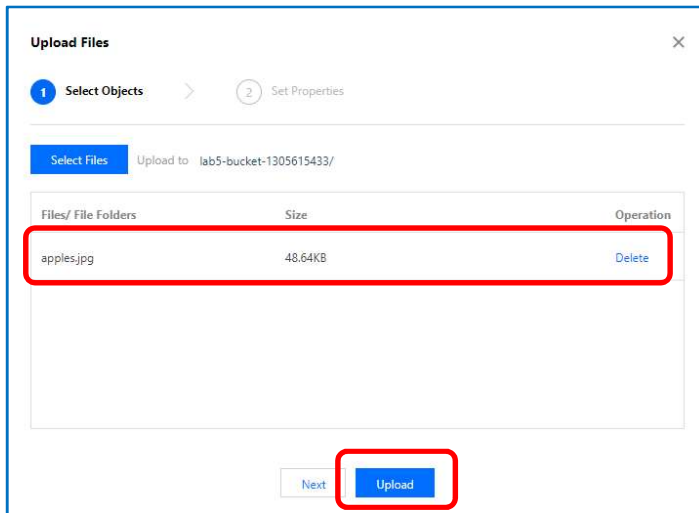 Upload Files
1 Select Objects 2 Set Properties
Select Files Upload to lab5-bucket-1305615433/
Files/ File Folders Size Operation
apples.jpg 48.64KB Delete
Next Upload